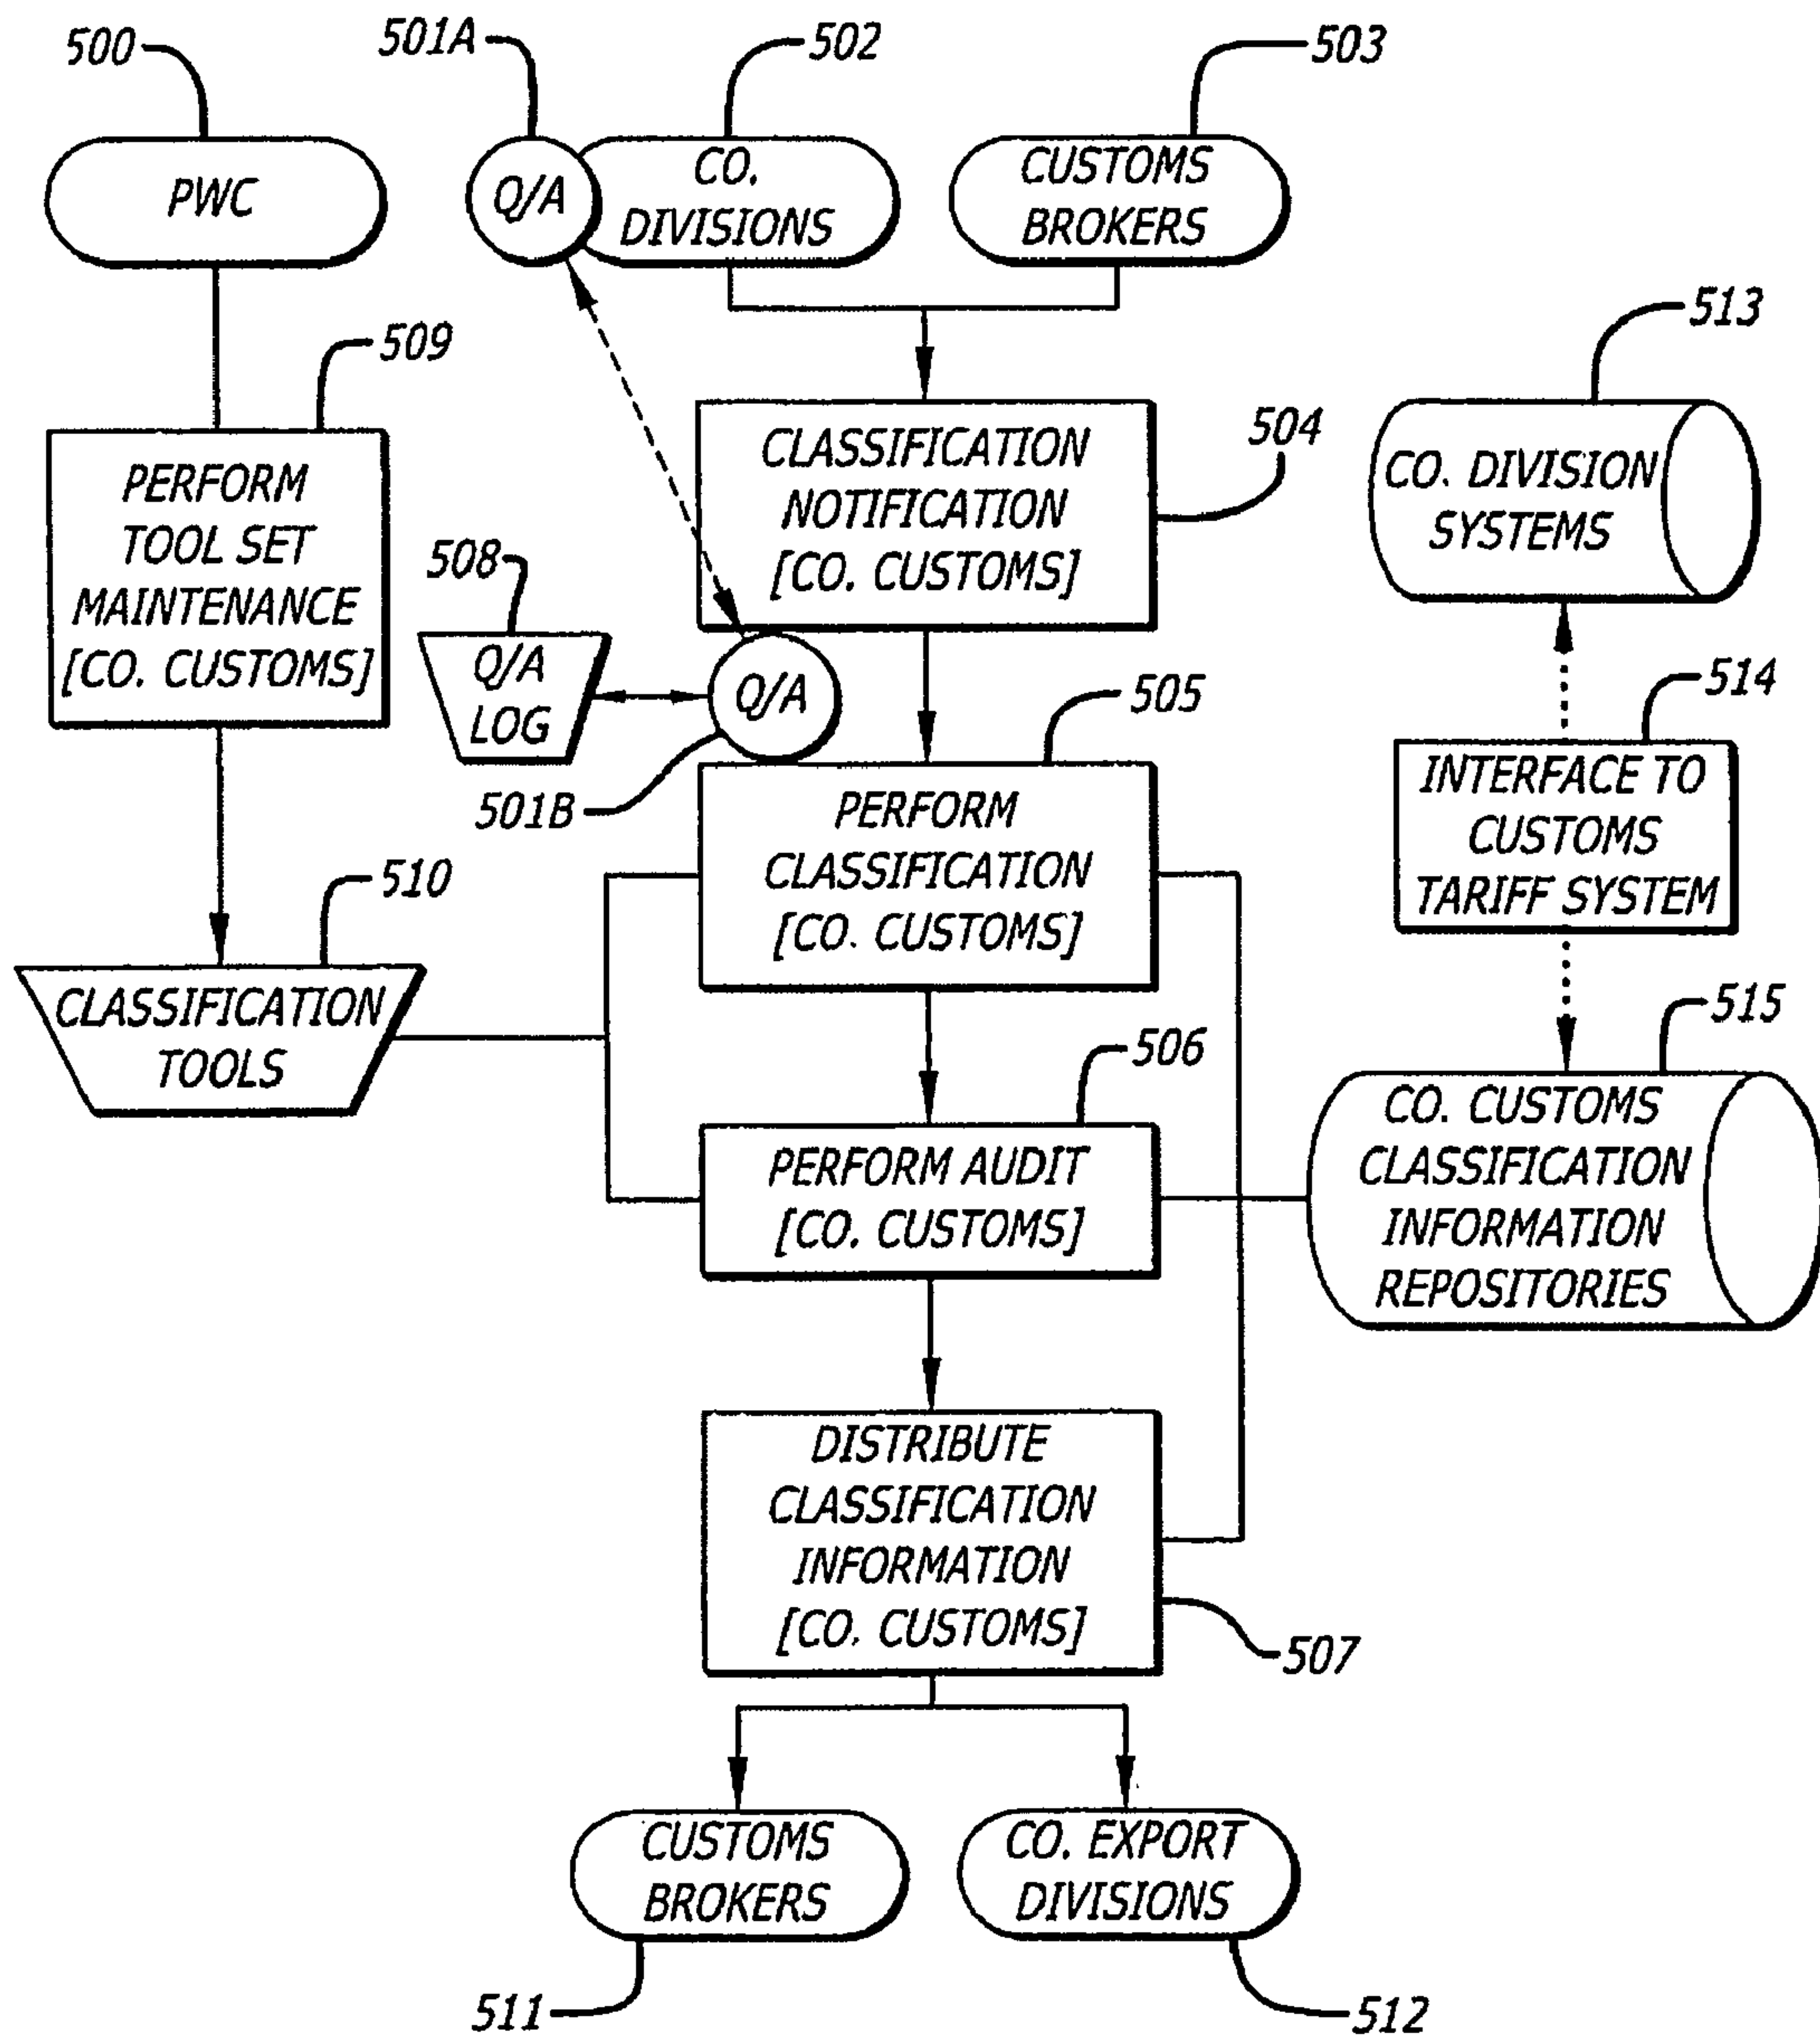 500
501A
502
503
PWC
Q/A
CO.
DIVISIONS
CUSTOMS
BROKERS
509
513
PERFORM
TOOL SET
MAINTENANCE
[CO. CUSTOMS]
CLASSIFICATION
NOTIFICATION
[CO. CUSTOMS]
504
CO. DIVISION
SYSTEMS
508
Q/A
LOG
Q/A
501B
505
514
INTERFACE TO
CUSTOMS
TARIFF SYSTEM
PERFORM
CLASSIFICATION
[CO. CUSTOMS]
510
CLASSIFICATION
TOOLS
506
515
PERFORM AUDIT
[CO. CUSTOMS]
CO. CUSTOMS
CLASSIFICATION
INFORMATION
REPOSITORIES
DISTRIBUTE
CLASSIFICATION
INFORMATION
[CO. CUSTOMS]
507
CUSTOMS
BROKERS
CO. EXPORT
DIVISIONS
511
512